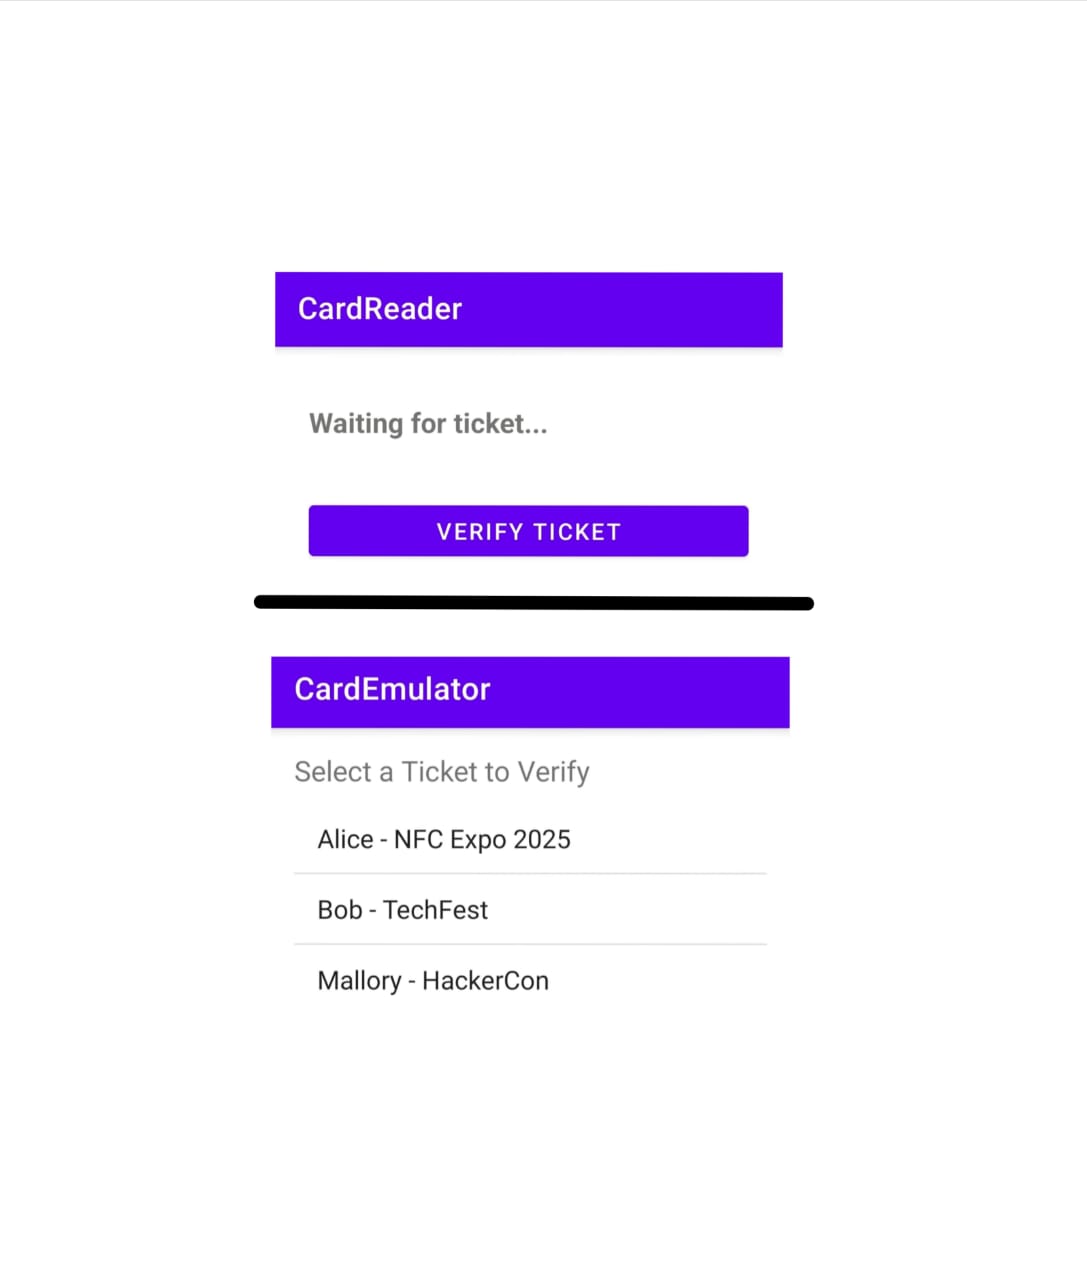 CardReader
Waiting for ticket...
VERIFY TICKET
CardEmulator
Select a Ticket to Verify
Alice - NFC Expo 2025
Bob - TechFest
Mallory - HackerCon